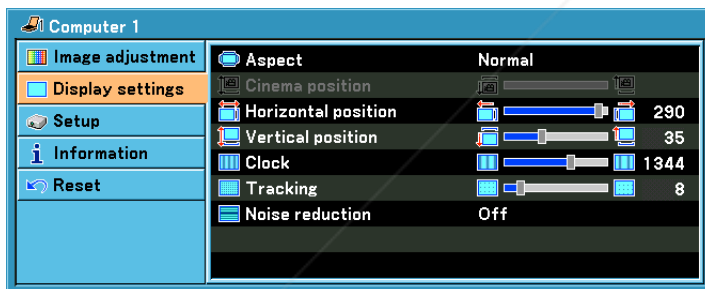 Computer 1
Image adjustment
Display settings
Setup
Information
Reset
Aspect Normal
Cinema position
Horizontal position 290
Vertical position 35
Clock 1344
Tracking 8
Noise reduction Off